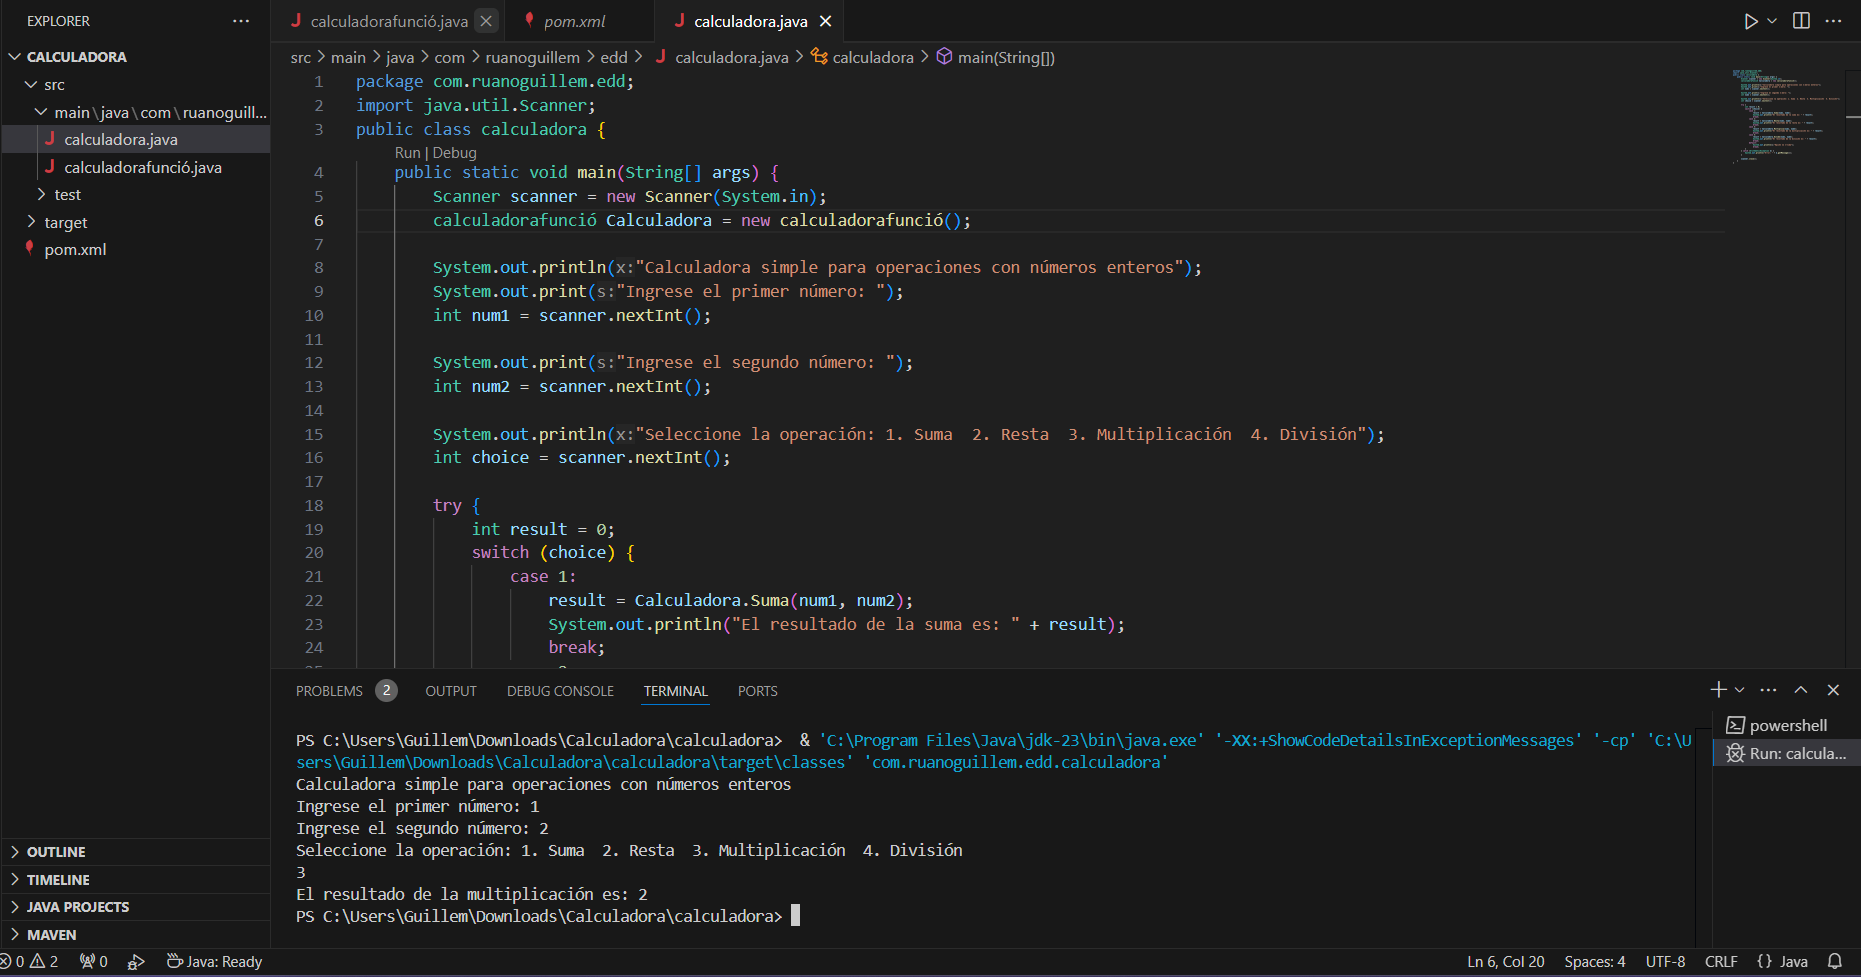 EXPLORER
CALCULADORA
src
main\java\com\ruanoguill...
calculadora.java
calculadorafunció.java
test
target
pom.xml
OUTLINE
TIMELINE
JAVA PROJECTS
MAVEN
calculadorafunció.java
pom.xml
calculadora.java
src > main > java > com > ruanoguillem > edd > calculadora.java > calculadora > main(String[])
1 package com.ruanoguillem.edd;
2 import java.util.Scanner;
3 public class calculadora {
Run | Debug
4 public static void main(String[] args) {
5 Scanner scanner = new Scanner(System.in);
6 calculadorafunció Calculadora = new calculadorafunció();
7
8 System.out.println(x:"Calculadora simple para operaciones con números enteros");
9 System.out.print(s:"Ingrese el primer número: ");
10 int num1 = scanner.nextInt();
11
12 System.out.print(s:"Ingrese el segundo número: ");
13 int num2 = scanner.nextInt();
14
15 System.out.println(x:"Seleccione la operación: 1. Suma  2. Resta  3. Multiplicación  4. División");
16 int choice = scanner.nextInt();
17
18 try {
19 int result = 0;
20 switch (choice) {
21 case 1:
22 result = Calculadora.Suma(num1, num2);
23 System.out.println("El resultado de la suma es: " + result);
24 break;
PROBLEMS 2 OUTPUT DEBUG CONSOLE TERMINAL PORTS
PS C:\Users\Guillem\Downloads\Calculadora\calculadora>  & 'C:\Program Files\Java\jdk-23\bin\java.exe' '-XX:+ShowCodeDetailsInExceptionMessages' '-cp' 'C:\U
sers\Guillem\Downloads\Calculadora\calculadora\target\classes' 'com.ruanoguillem.edd.calculadora'
Calculadora simple para operaciones con números enteros
Ingrese el primer número: 1
Ingrese el segundo número: 2
Seleccione la operación: 1. Suma  2. Resta  3. Multiplicación  4. División
3
El resultado de la multiplicación es: 2
PS C:\Users\Guillem\Downloads\Calculadora\calculadora>
powershell
Run: calcula...
0 2 0 Java: Ready Ln 6, Col 20 Spaces: 4 UTF-8 CRLF {} Java